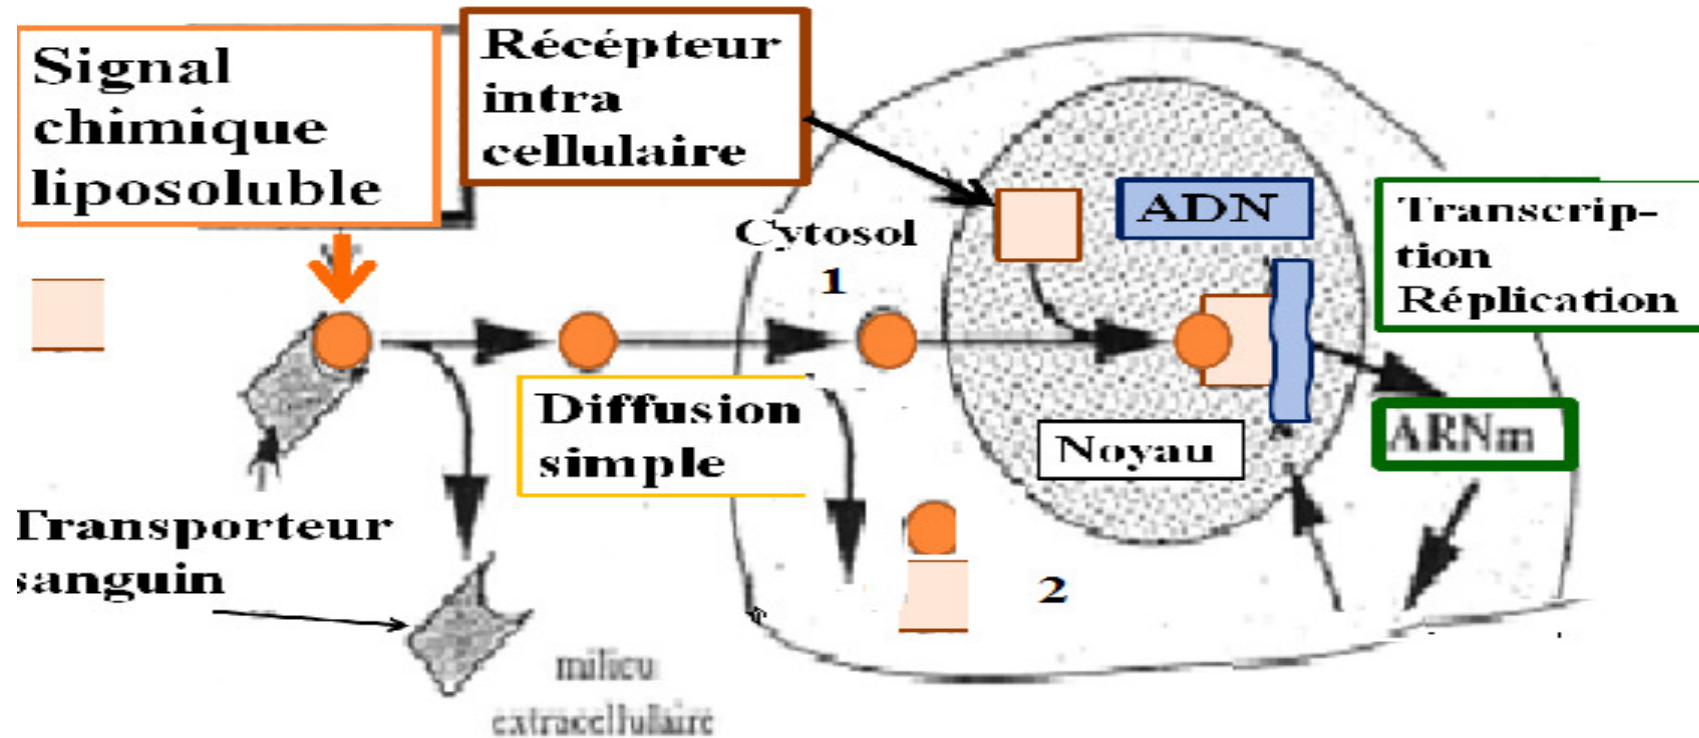 Signal
chimique
liposoluble
Récépteur
intra
cellulaire
Cytosol
1
ADN
Transcrip-
tion
Réplication
Diffusion
simple
Noyau
ARNm
Transporteur
sanguin
2
milieu
extracellulaire